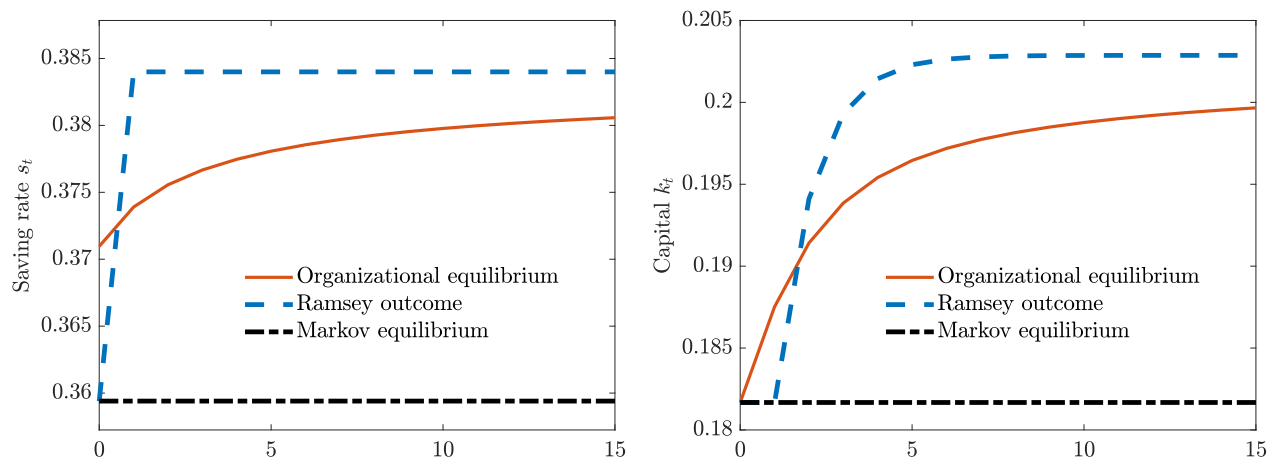 0.385
0.38
0.375
0.37
0.365
0.36
Saving rate s_t
0 5 10 15
Organizational equilibrium
Ramsey outcome
Markov equilibrium
0.205
0.2
0.195
0.19
0.185
0.18
Capital k_t
0 5 10 15
Organizational equilibrium
Ramsey outcome
Markov equilibrium